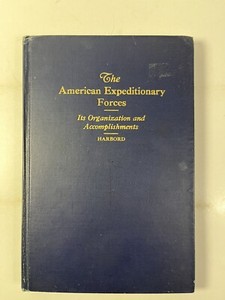 The
American Expeditionary
Forces
Its Organization and
Accomplishments
HARBORD